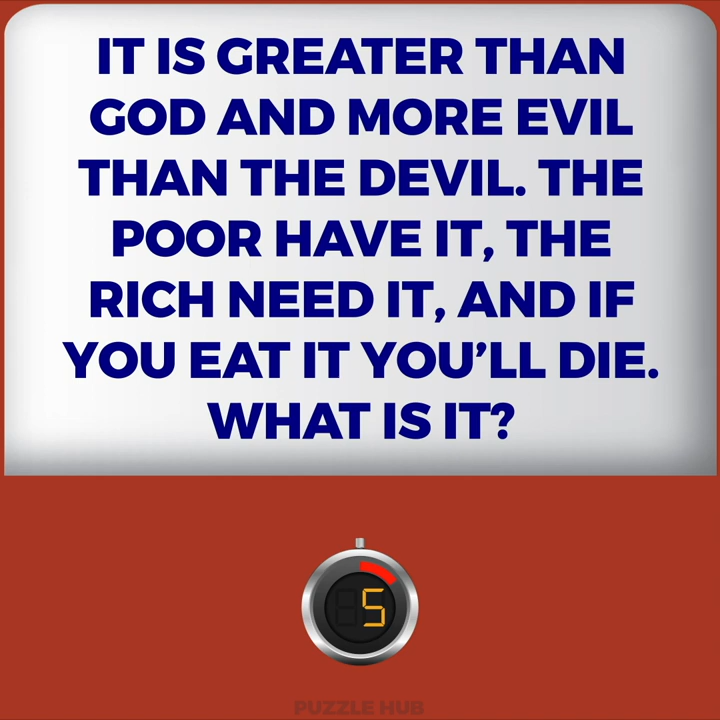 IT IS GREATER THAN
GOD AND MORE EVIL
THAN THE DEVIL. THE
POOR HAVE IT, THE
RICH NEED IT, AND IF
YOU EAT IT YOU’LL DIE.
WHAT IS IT?
5
PUZZLE HUB